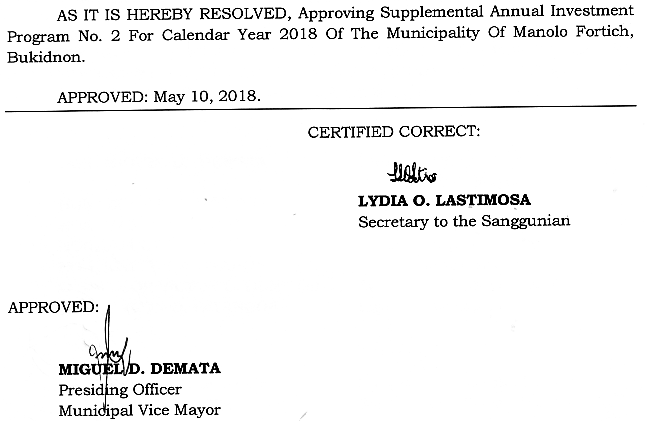 AS IT IS HEREBY RESOLVED, Approving Supplemental Annual Investment
Program No. 2 For Calendar Year 2018 Of The Municipality Of Manolo Fortich,
Bukidnon.
APPROVED: May 10, 2018.
CERTIFIED CORRECT:
LYDIA O. LASTIMOSA
Secretary to the Sanggunian
APPROVED:
MIGUEL D. DEMATA
Presiding Officer
Municipal Vice Mayor